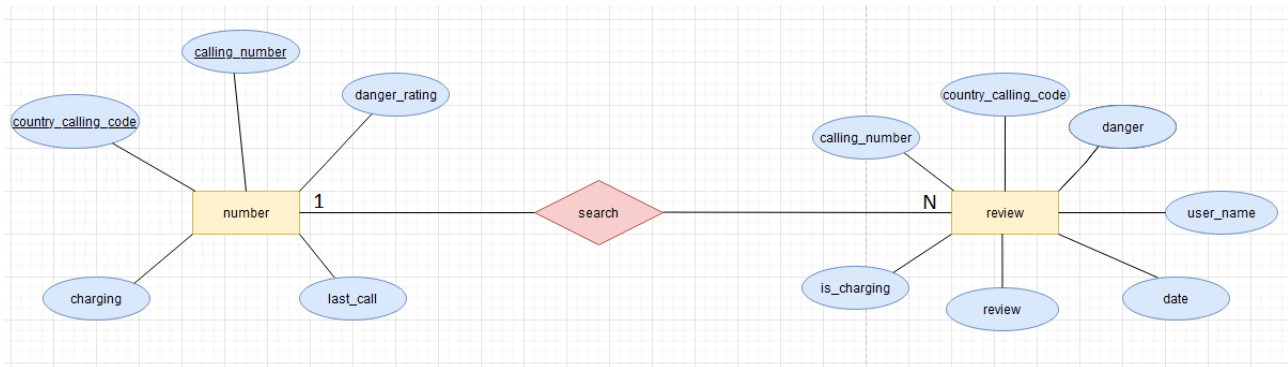 calling_number
danger_rating
country_calling_code
number
1
charging
last_call
search
country_calling_code
calling_number
danger
N
review
user_name
is_charging
review
date